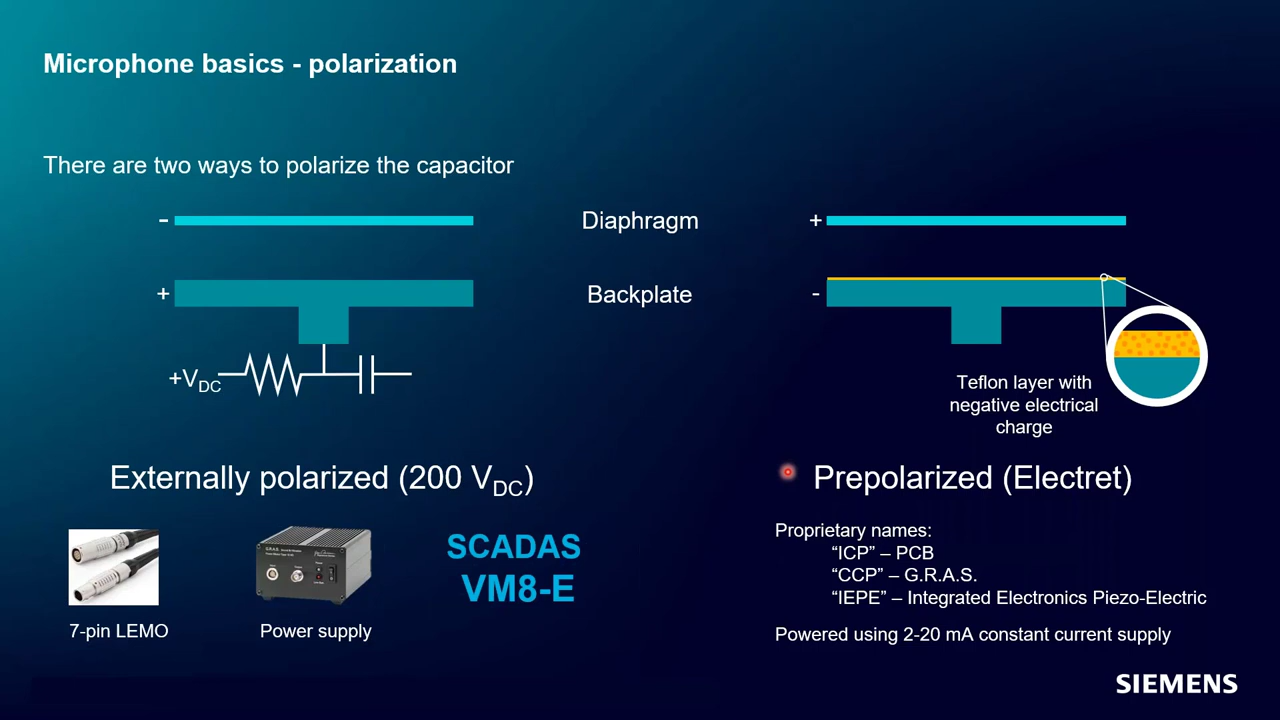 Microphone basics - polarization
There are two ways to polarize the capacitor
-
Diaphragm
+
+
Backplate
-
+VDC
Teflon layer with
negative electrical
charge
Externally polarized (200 VDC)
Prepolarized (Electret)
SCADAS
VM8-E
G.R.A.S.
7-pin LEMO
Power supply
Proprietary names:
“ICP” – PCB
“CCP” – G.R.A.S.
“IEPE” – Integrated Electronics Piezo-Electric
Powered using 2-20 mA constant current supply
SIEMENS